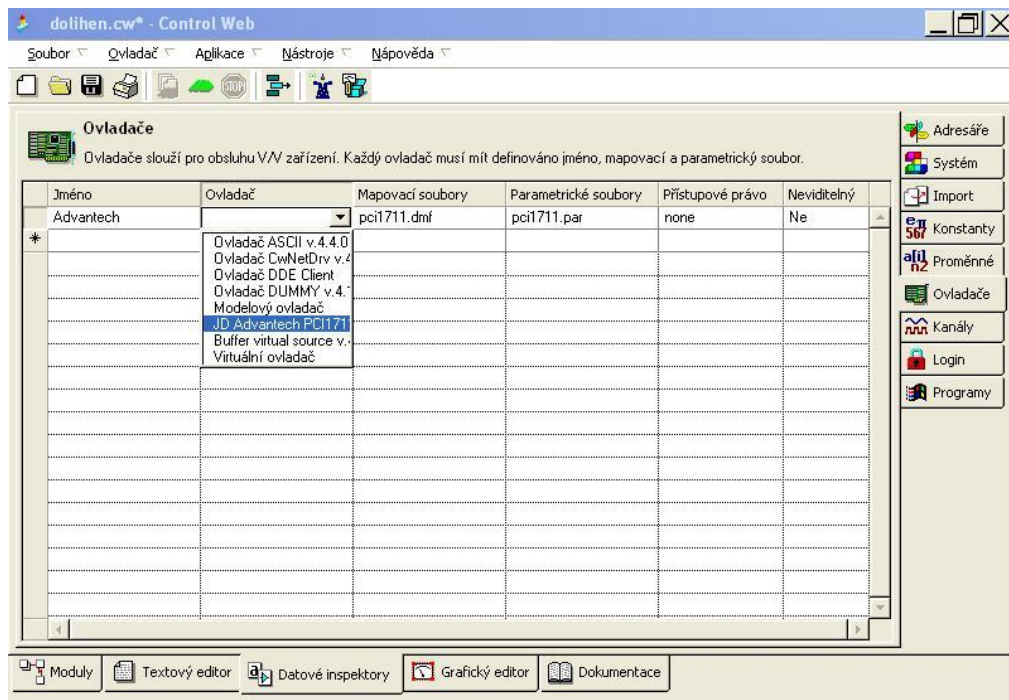 dolihen.cw* - Control Web
Soubor Ovladač Aplikace Nástroje Nápověda
STOP
Ovladače
Ovladače slouží pro obsluhu V/V zařízení. Každý ovladač musí mít definováno jméno, mapovací a parametrický soubor.
Jméno Ovladač Mapovací soubory Parametrické soubory Přístupové právo Neviditelný
Advantech pci1711.dmf pci1711.par none Ne
Ovladač ASCII v.4.4.0
Ovladač CwNetDrv v.4
Ovladač DDE Client
Ovladač DUMMY v.4.
Modelový ovladač
JD Advantech PCI171
Buffer virtual source v.
Virtuální ovladač
Adresáře
Systém
Import
Konstanty
Proměnné
Ovladače
Kanály
Login
Programy
Moduly Textový editor Datové inspektory Grafický editor Dokumentace